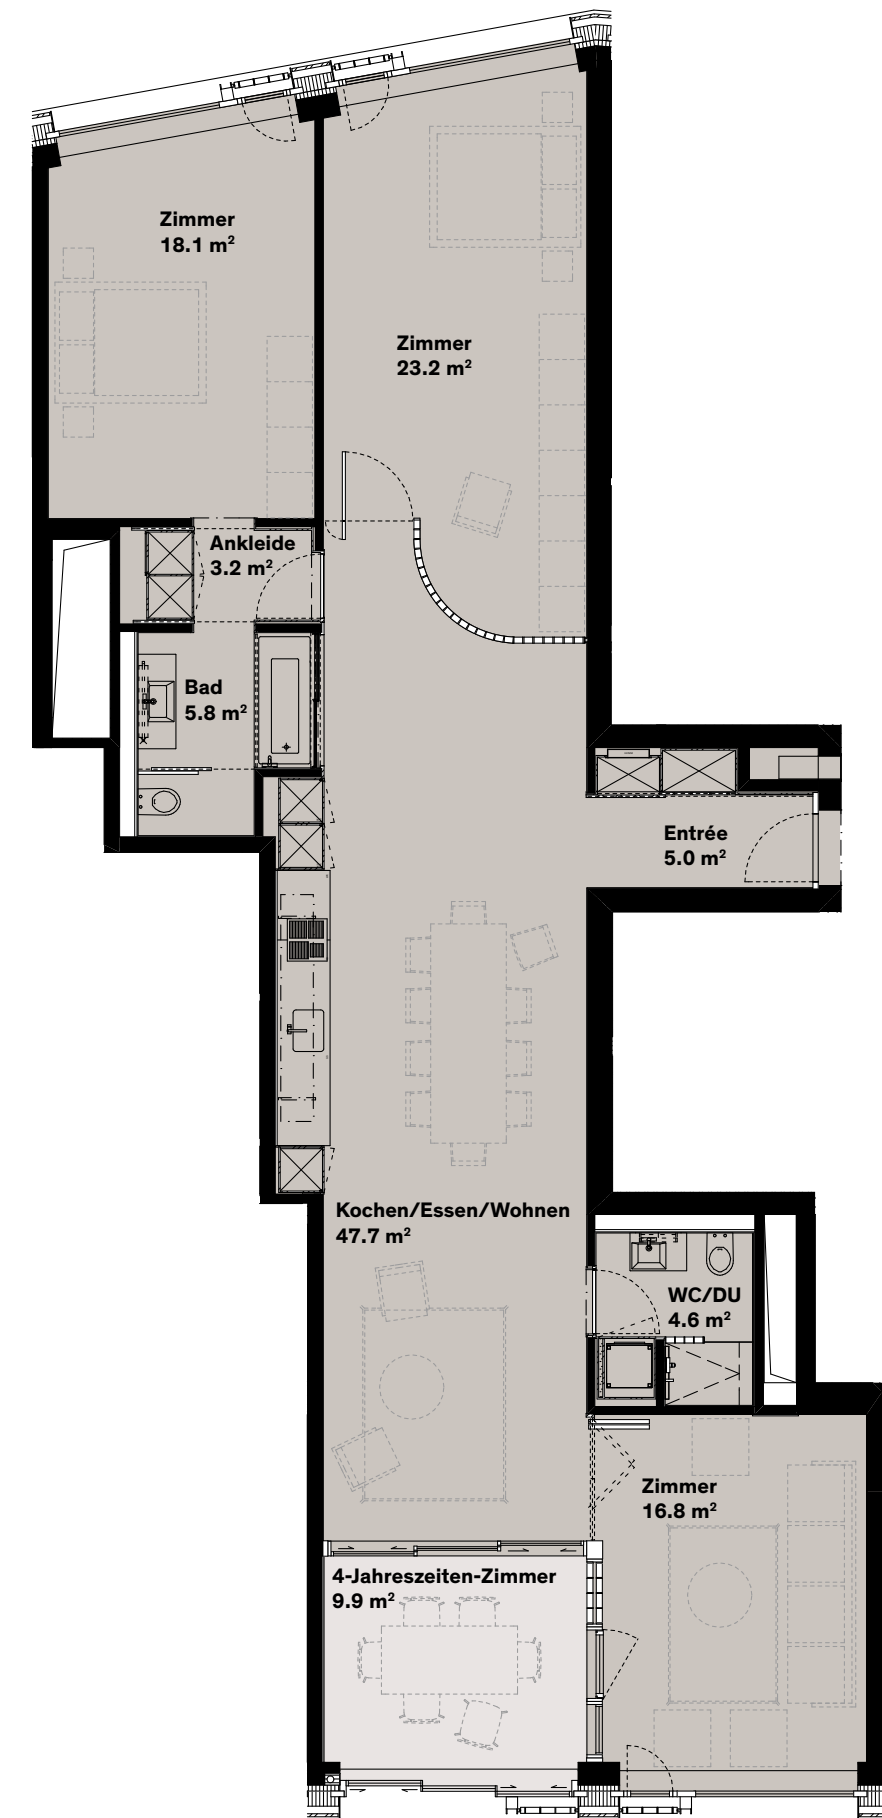 Zimmer
18.1 m²
Zimmer
23.2 m²
Ankleide
3.2 m²
Bad
5.8 m²
Entrée
5.0 m²
Kochen/Essen/Wohnen
47.7 m²
WC/DU
4.6 m²
Zimmer
16.8 m²
4-Jahreszeiten-Zimmer
9.9 m²